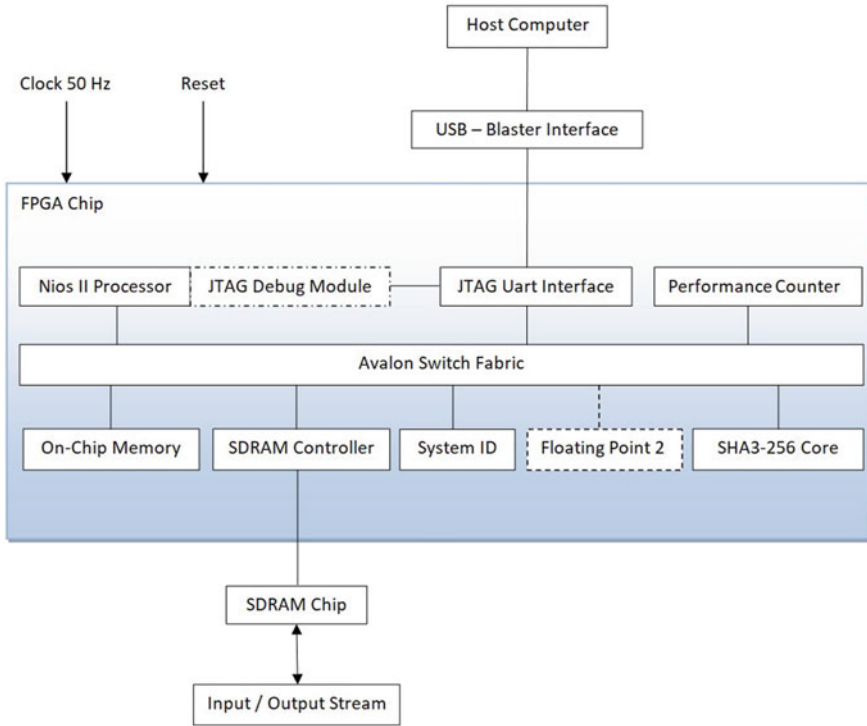 Host Computer
Clock 50 Hz
Reset
USB – Blaster Interface
FPGA Chip
Nios II Processor
JTAG Debug Module
JTAG Uart Interface
Performance Counter
Avalon Switch Fabric
On-Chip Memory
SDRAM Controller
System ID
Floating Point 2
SHA3-256 Core
SDRAM Chip
Input / Output Stream